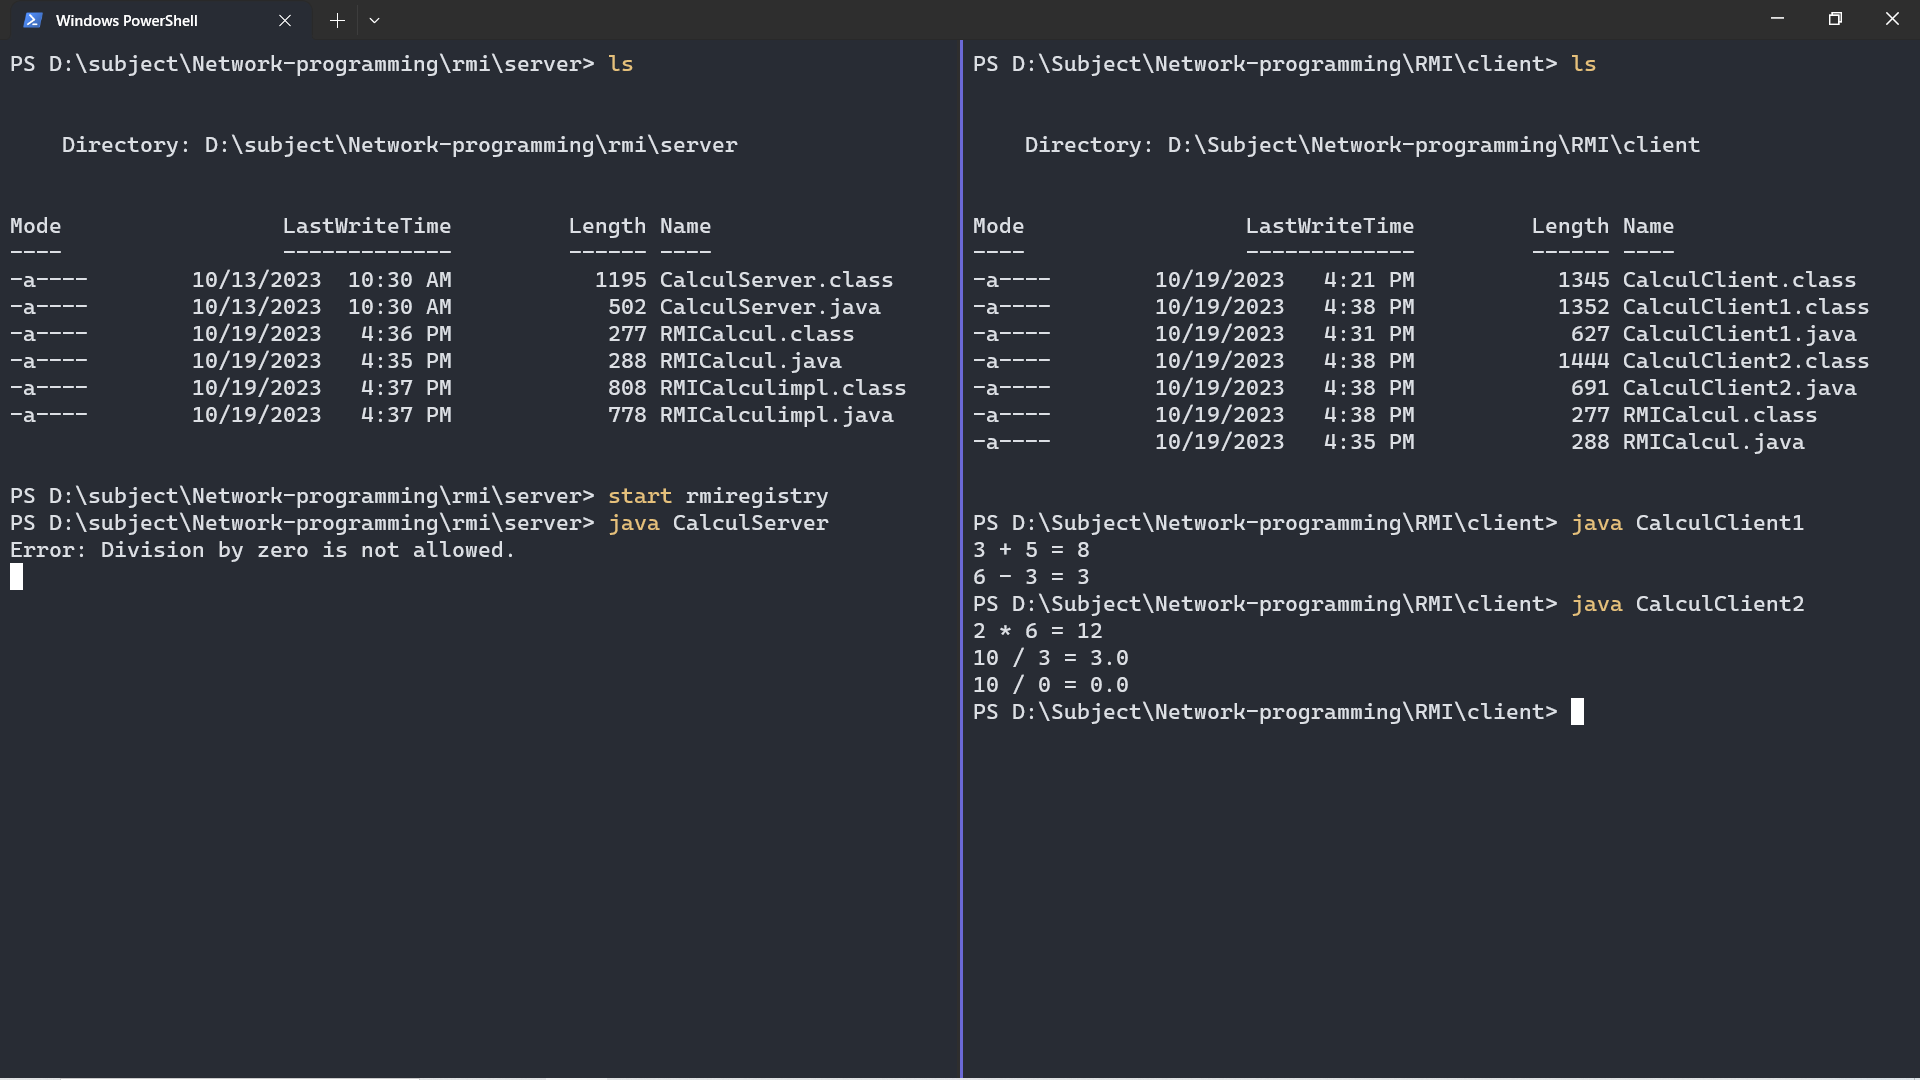 Windows PowerShell
PS D:\subject\Network-programming\rmi\server> ls
Directory: D:\subject\Network-programming\rmi\server
Mode LastWriteTime Length Name
---- ------------- ------ ----
-a---- 10/13/2023 10:30 AM 1195 CalculServer.class
-a---- 10/13/2023 10:30 AM 502 CalculServer.java
-a---- 10/19/2023 4:36 PM 277 RMICalcul.class
-a---- 10/19/2023 4:35 PM 288 RMICalcul.java
-a---- 10/19/2023 4:37 PM 808 RMICalculimpl.class
-a---- 10/19/2023 4:37 PM 778 RMICalculimpl.java
PS D:\subject\Network-programming\rmi\server> start rmiregistry
PS D:\subject\Network-programming\rmi\server> java CalculServer
Error: Division by zero is not allowed.
PS D:\Subject\Network-programming\RMI\client> ls
Directory: D:\Subject\Network-programming\RMI\client
Mode LastWriteTime Length Name
---- ------------- ------ ----
-a---- 10/19/2023 4:21 PM 1345 CalculClient.class
-a---- 10/19/2023 4:38 PM 1352 CalculClient1.class
-a---- 10/19/2023 4:31 PM 627 CalculClient1.java
-a---- 10/19/2023 4:38 PM 1444 CalculClient2.class
-a---- 10/19/2023 4:38 PM 691 CalculClient2.java
-a---- 10/19/2023 4:38 PM 277 RMICalcul.class
-a---- 10/19/2023 4:35 PM 288 RMICalcul.java
PS D:\Subject\Network-programming\RMI\client> java CalculClient1
3 + 5 = 8
6 - 3 = 3
PS D:\Subject\Network-programming\RMI\client> java CalculClient2
2 * 6 = 12
10 / 3 = 3.0
10 / 0 = 0.0
PS D:\Subject\Network-programming\RMI\client>